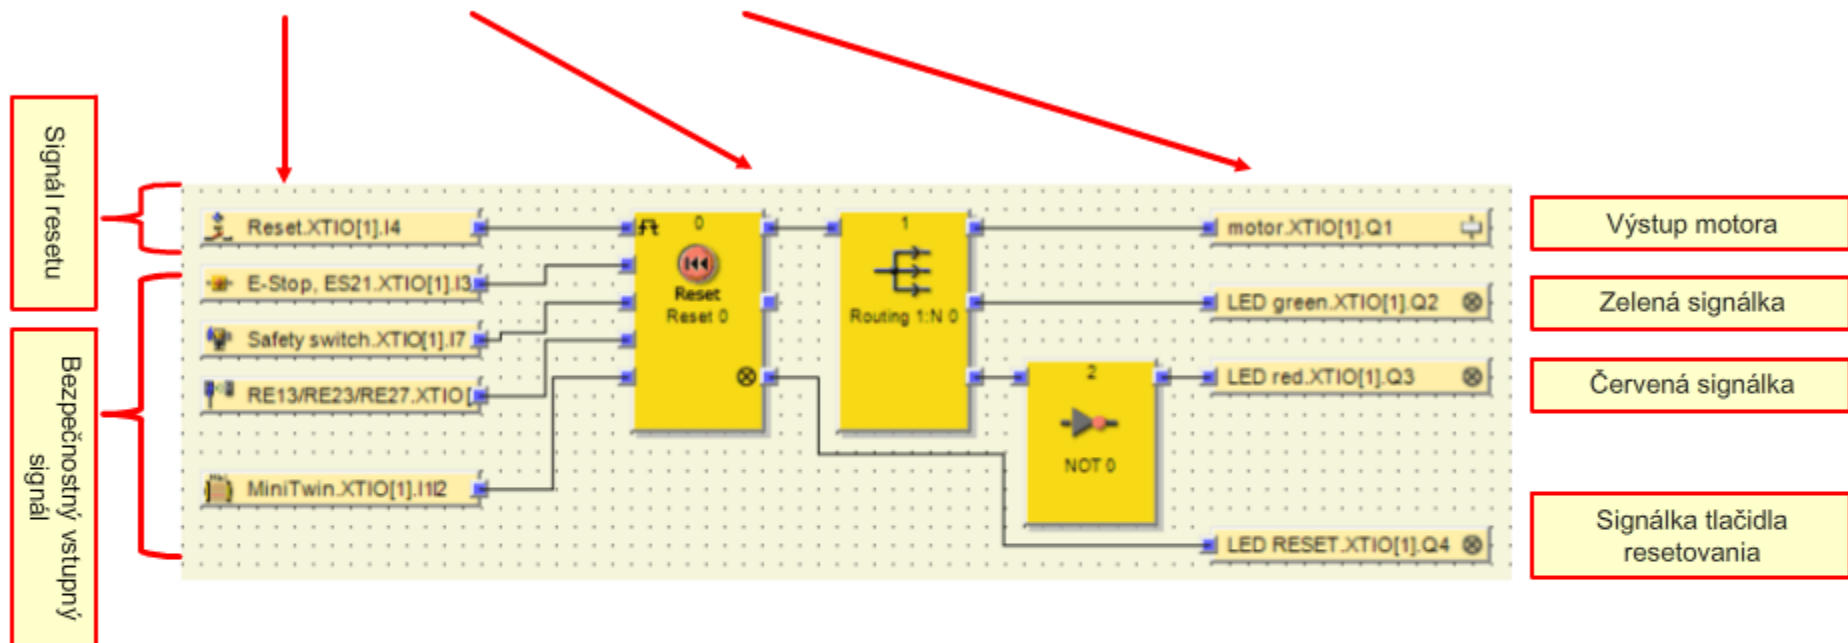 Signál resetu
Bezpečnostný vstupný
signál
Reset.XTIO[1].I4
E-Stop, ES21.XTIO[1].I3
Safety switch.XTIO[1].I7
RE13/RE23/RE27.XTIO[
MiniTwin.XTIO[1].I1I2
0
Reset
Reset 0
1
Routing 1:N 0
2
NOT 0
motor.XTIO[1].Q1
LED green.XTIO[1].Q2
LED red.XTIO[1].Q3
LED RESET.XTIO[1].Q4
Výstup motora
Zelená signálka
Červená signálka
Signálka tlačidla
resetovania